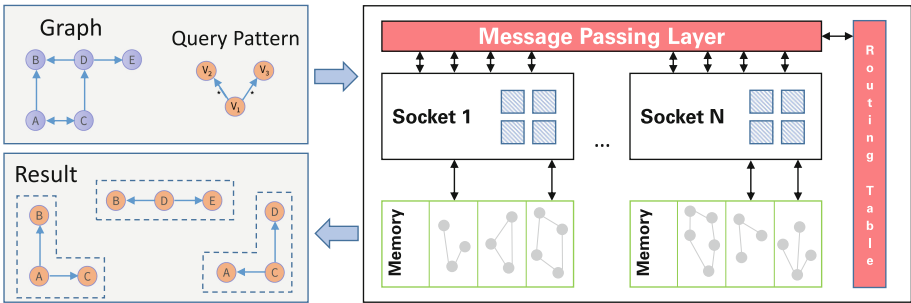 Graph
Query Pattern
B
D
E
A
C
V2
V3
V1
*
*
Result
B
A
C
B
D
E
D
A
C
Message Passing Layer
Socket 1
...
Socket N
Memory
Memory
Routing Table